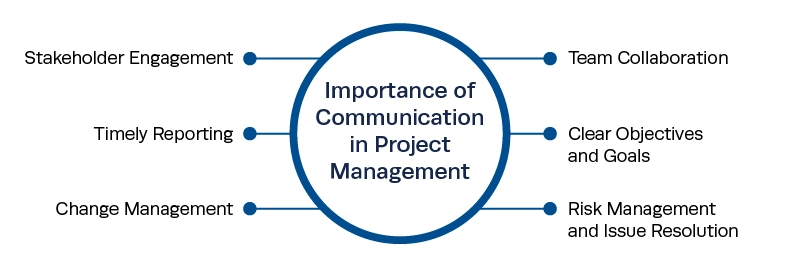 Importance of
Communication
in Project
Management
Stakeholder Engagement
Timely Reporting
Change Management
Team Collaboration
Clear Objectives
and Goals
Risk Management
and Issue Resolution